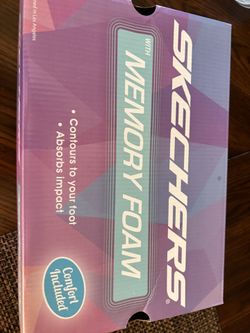 SKECHERS®
WITH
MEMORY FOAM
• Contours to your foot
• Absorbs impact
Comfort
Included